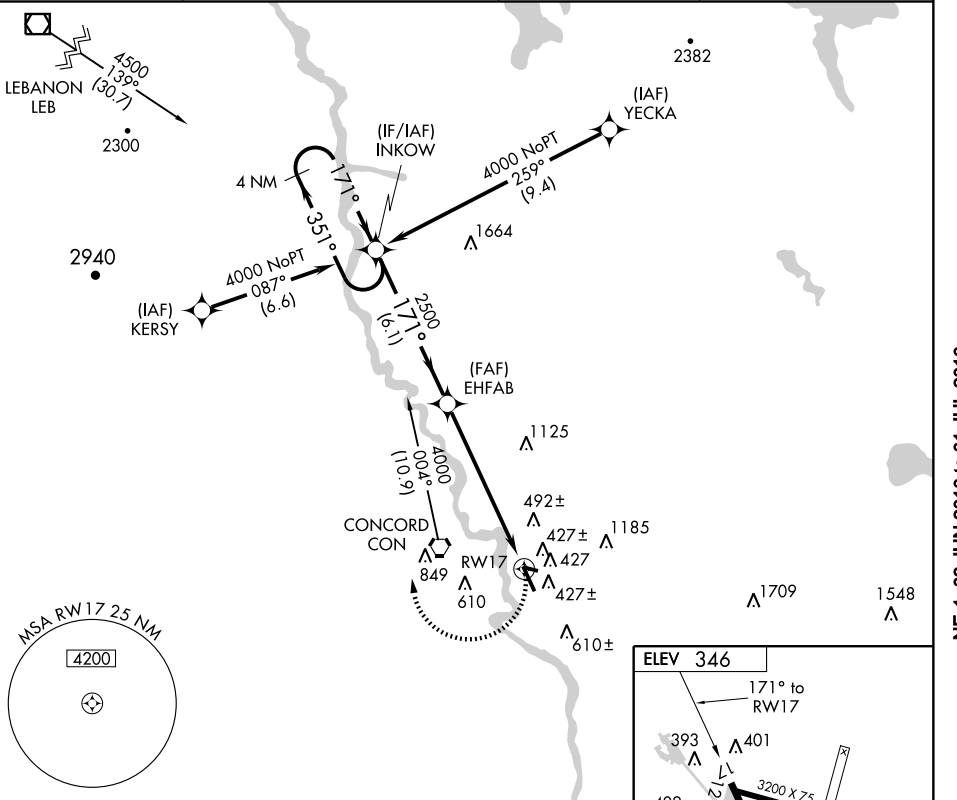 2382
4500
139°
(30.7)
LEBANON
LEB
2300
(IAF)
YECKA
(IF/IAF)
INKOW
4000 NoPT
259°
(9.4)
4 NM
171°
351°
1664
2940
4000 NoPT
087°
(6.6)
(IAF)
KERSY
2500
171°
(6.1)
(FAF)
EHFAB
1125
4000
004°
(10.9)
492±
CONCORD
CON
849
RW17
610
427±
427
427±
1185
1709
1548
610±
MSA RW17 25 NM
4200
ELEV 346
171° to
RW17
393
401
3200 X 75